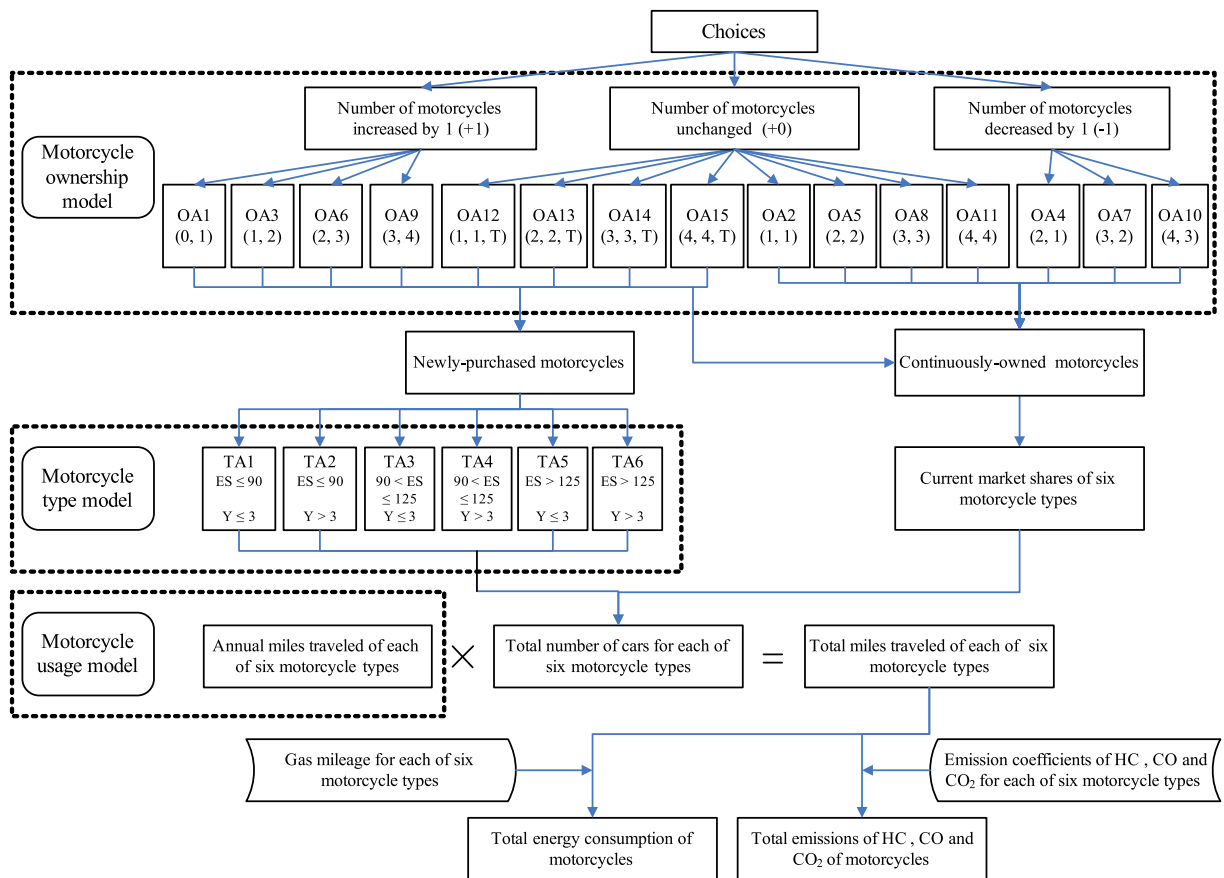 Choices
Number of motorcycles
increased by 1 (+1)
Number of motorcycles
unchanged (+0)
Number of motorcycles
decreased by 1 (-1)
Motorcycle
ownership
model
OA1
(0, 1)
OA3
(1, 2)
OA6
(2, 3)
OA9
(3, 4)
OA12
(1, 1, T)
OA13
(2, 2, T)
OA14
(3, 3, T)
OA15
(4, 4, T)
OA2
(1, 1)
OA5
(2, 2)
OA8
(3, 3)
OA11
(4, 4)
OA4
(2, 1)
OA7
(3, 2)
OA10
(4, 3)
Newly-purchased motorcycles
Continuously-owned motorcycles
Motorcycle
type model
TA1
ES ≤ 90
Y ≤ 3
TA2
ES ≤ 90
Y > 3
TA3
90 < ES
≤ 125
Y ≤ 3
TA4
90 < ES
≤ 125
Y > 3
TA5
ES > 125
Y ≤ 3
TA6
ES > 125
Y > 3
Current market shares of six
motorcycle types
Motorcycle
usage model
Annual miles traveled of each
of six motorcycle types
×
Total number of cars for each of
six motorcycle types
=
Total miles traveled of each of six
motorcycle types
Gas mileage for each of six
motorcycle types
Emission coefficients of HC , CO and
CO₂ for each of six motorcycle types
Total energy consumption of
motorcycles
Total emissions of HC , CO and
CO₂ of motorcycles